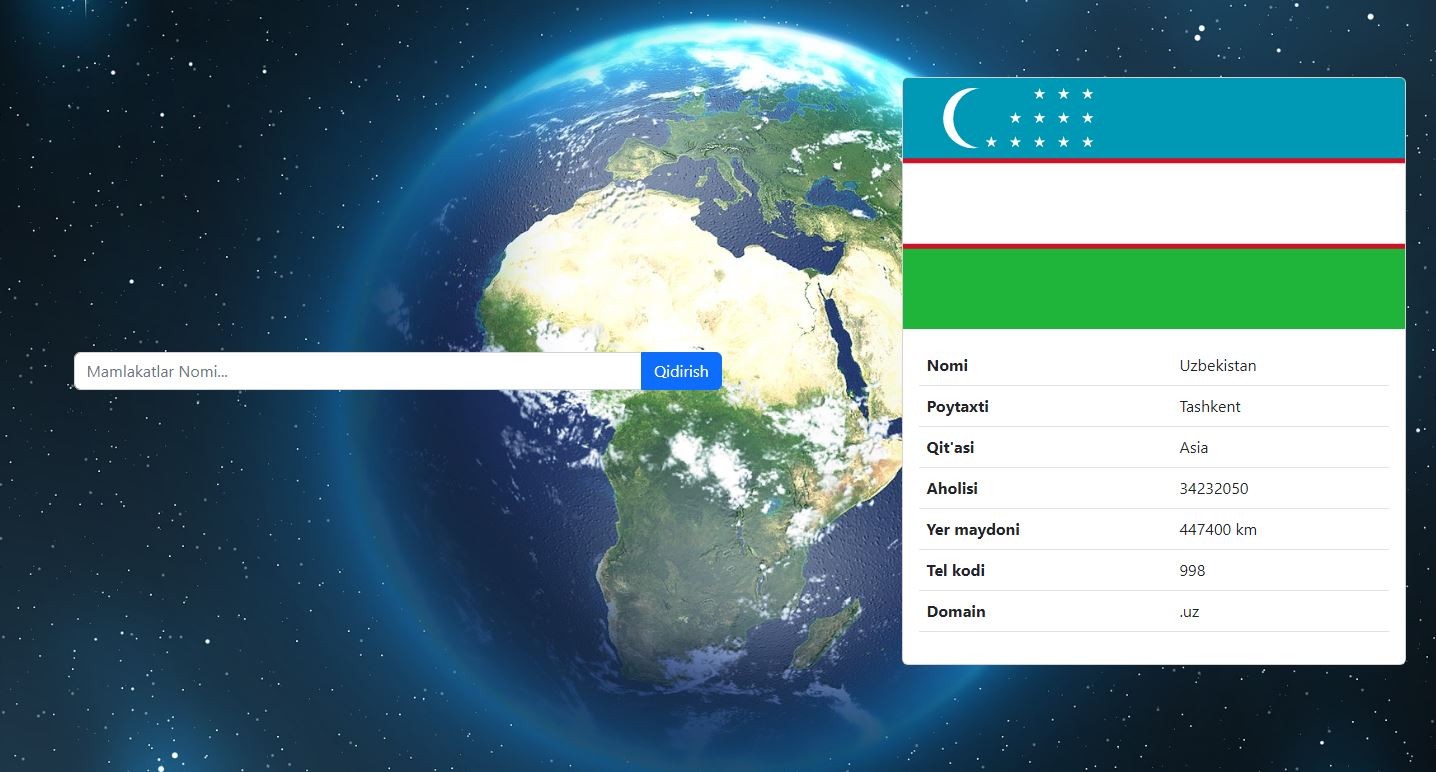 Mamlakatlar Nomi...
Qidirish
Nomi Uzbekistan
Poytaxti Tashkent
Qit'asi Asia
Aholisi 34232050
Yer maydoni 447400 km
Tel kodi 998
Domain .uz